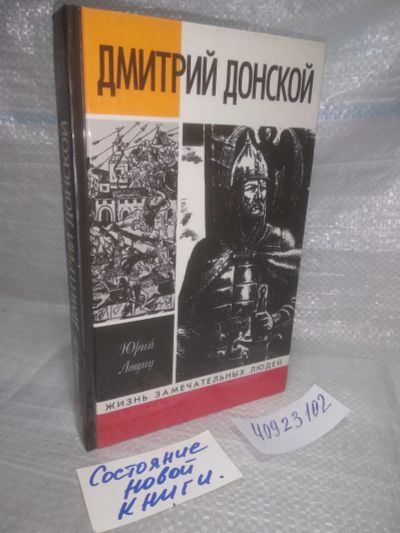 ДМИТРИЙ ДОНСКОЙ
ДМИТРИЙ ДОНСКОЙ
Юрий
Лощиц
ЖИЗНЬ ЗАМЕЧАТЕЛЬНЫХ ЛЮДЕЙ
40923102
Состояние
новой
книги.